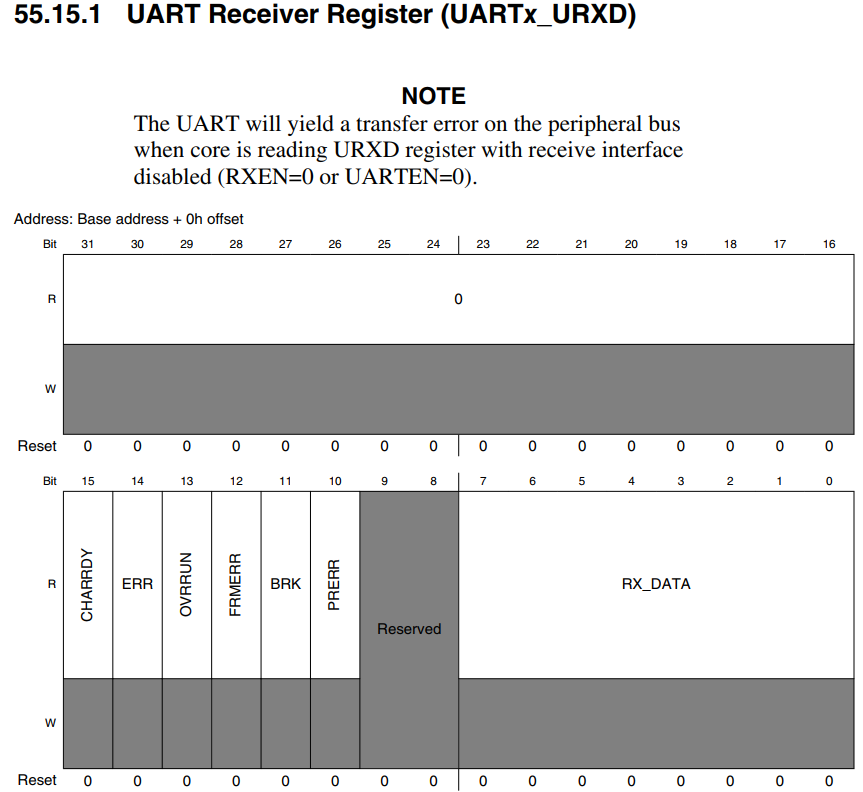 55.15.1 UART Receiver Register (UARTx_URXD)
NOTE
The UART will yield a transfer error on the peripheral bus
when core is reading URXD register with receive interface
disabled (RXEN=0 or UARTEN=0).
Address: Base address + 0h offset
Bit 31 30 29 28 27 26 25 24 23 22 21 20 19 18 17 16
R 0
W
Reset 0 0 0 0 0 0 0 0 0 0 0 0 0 0 0 0
Bit 15 14 13 12 11 10 9 8 7 6 5 4 3 2 1 0
R CHARRDY ERR OVRRUN FRMERR BRK PRERR Reserved RX_DATA
W
Reset 0 0 0 0 0 0 0 0 0 0 0 0 0 0 0 0